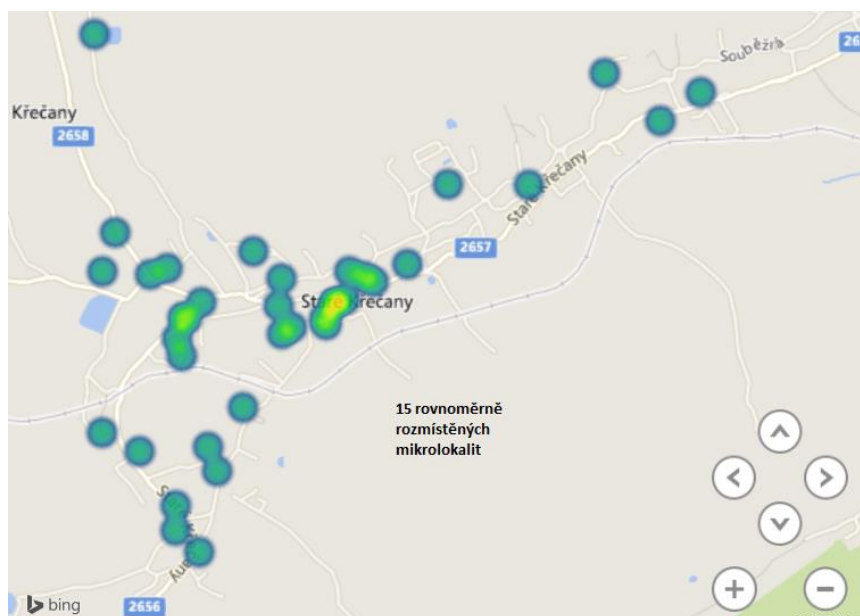 Souběžná
26
Křečany
2658
Staré Křečany
2657
Staré Křečany
15 rovnoměrně
rozmístěných
mikrolokalit
bing
2656